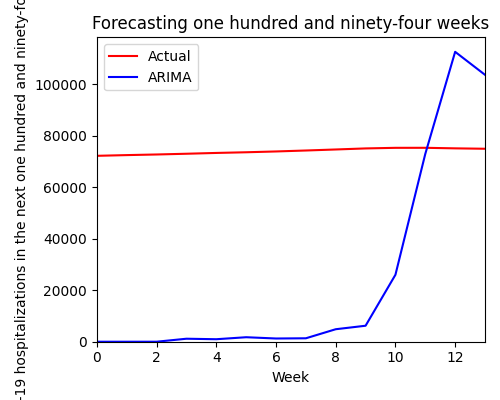 Forecasting one hundred and ninety-four weeks
-19 hospitalizations in the next one hundred and ninety-fo
Actual
ARIMA
100000
80000
60000
40000
20000
0
0 2 4 6 8 10 12
Week